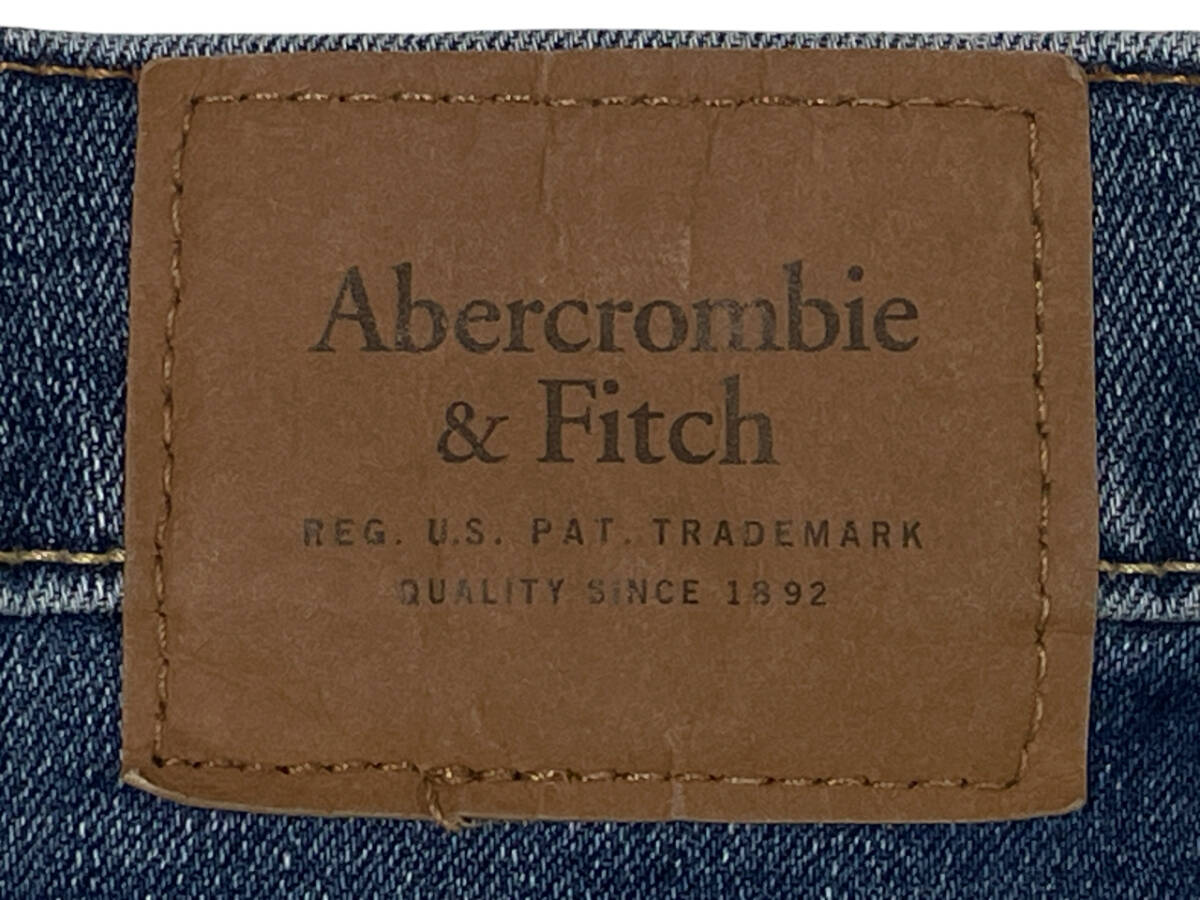 Abercrombie
& Fitch
REG. U.S. PAT. TRADEMARK
QUALITY SINCE 1892